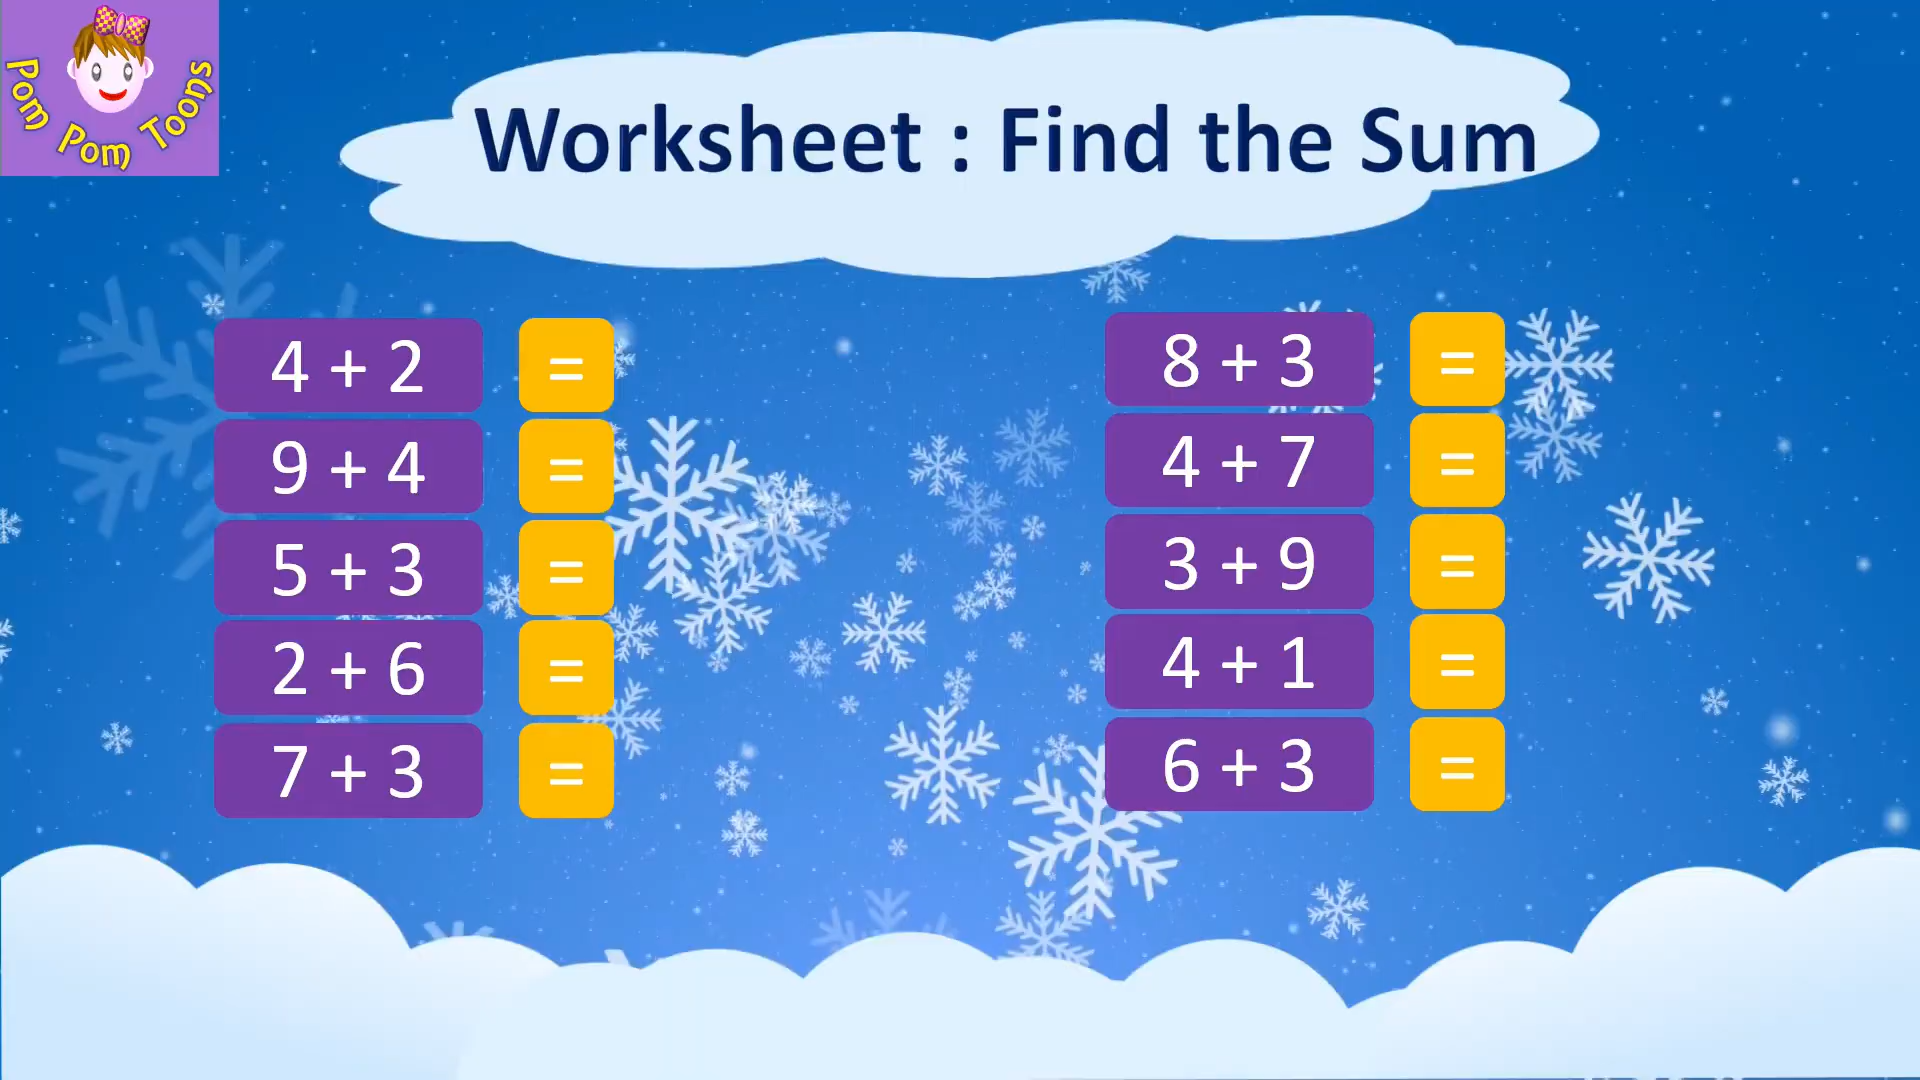 Pom Pom Toons
Worksheet : Find the Sum
4 + 2 =
9 + 4 =
5 + 3 =
2 + 6 =
7 + 3 =
8 + 3 =
4 + 7 =
3 + 9 =
4 + 1 =
6 + 3 =